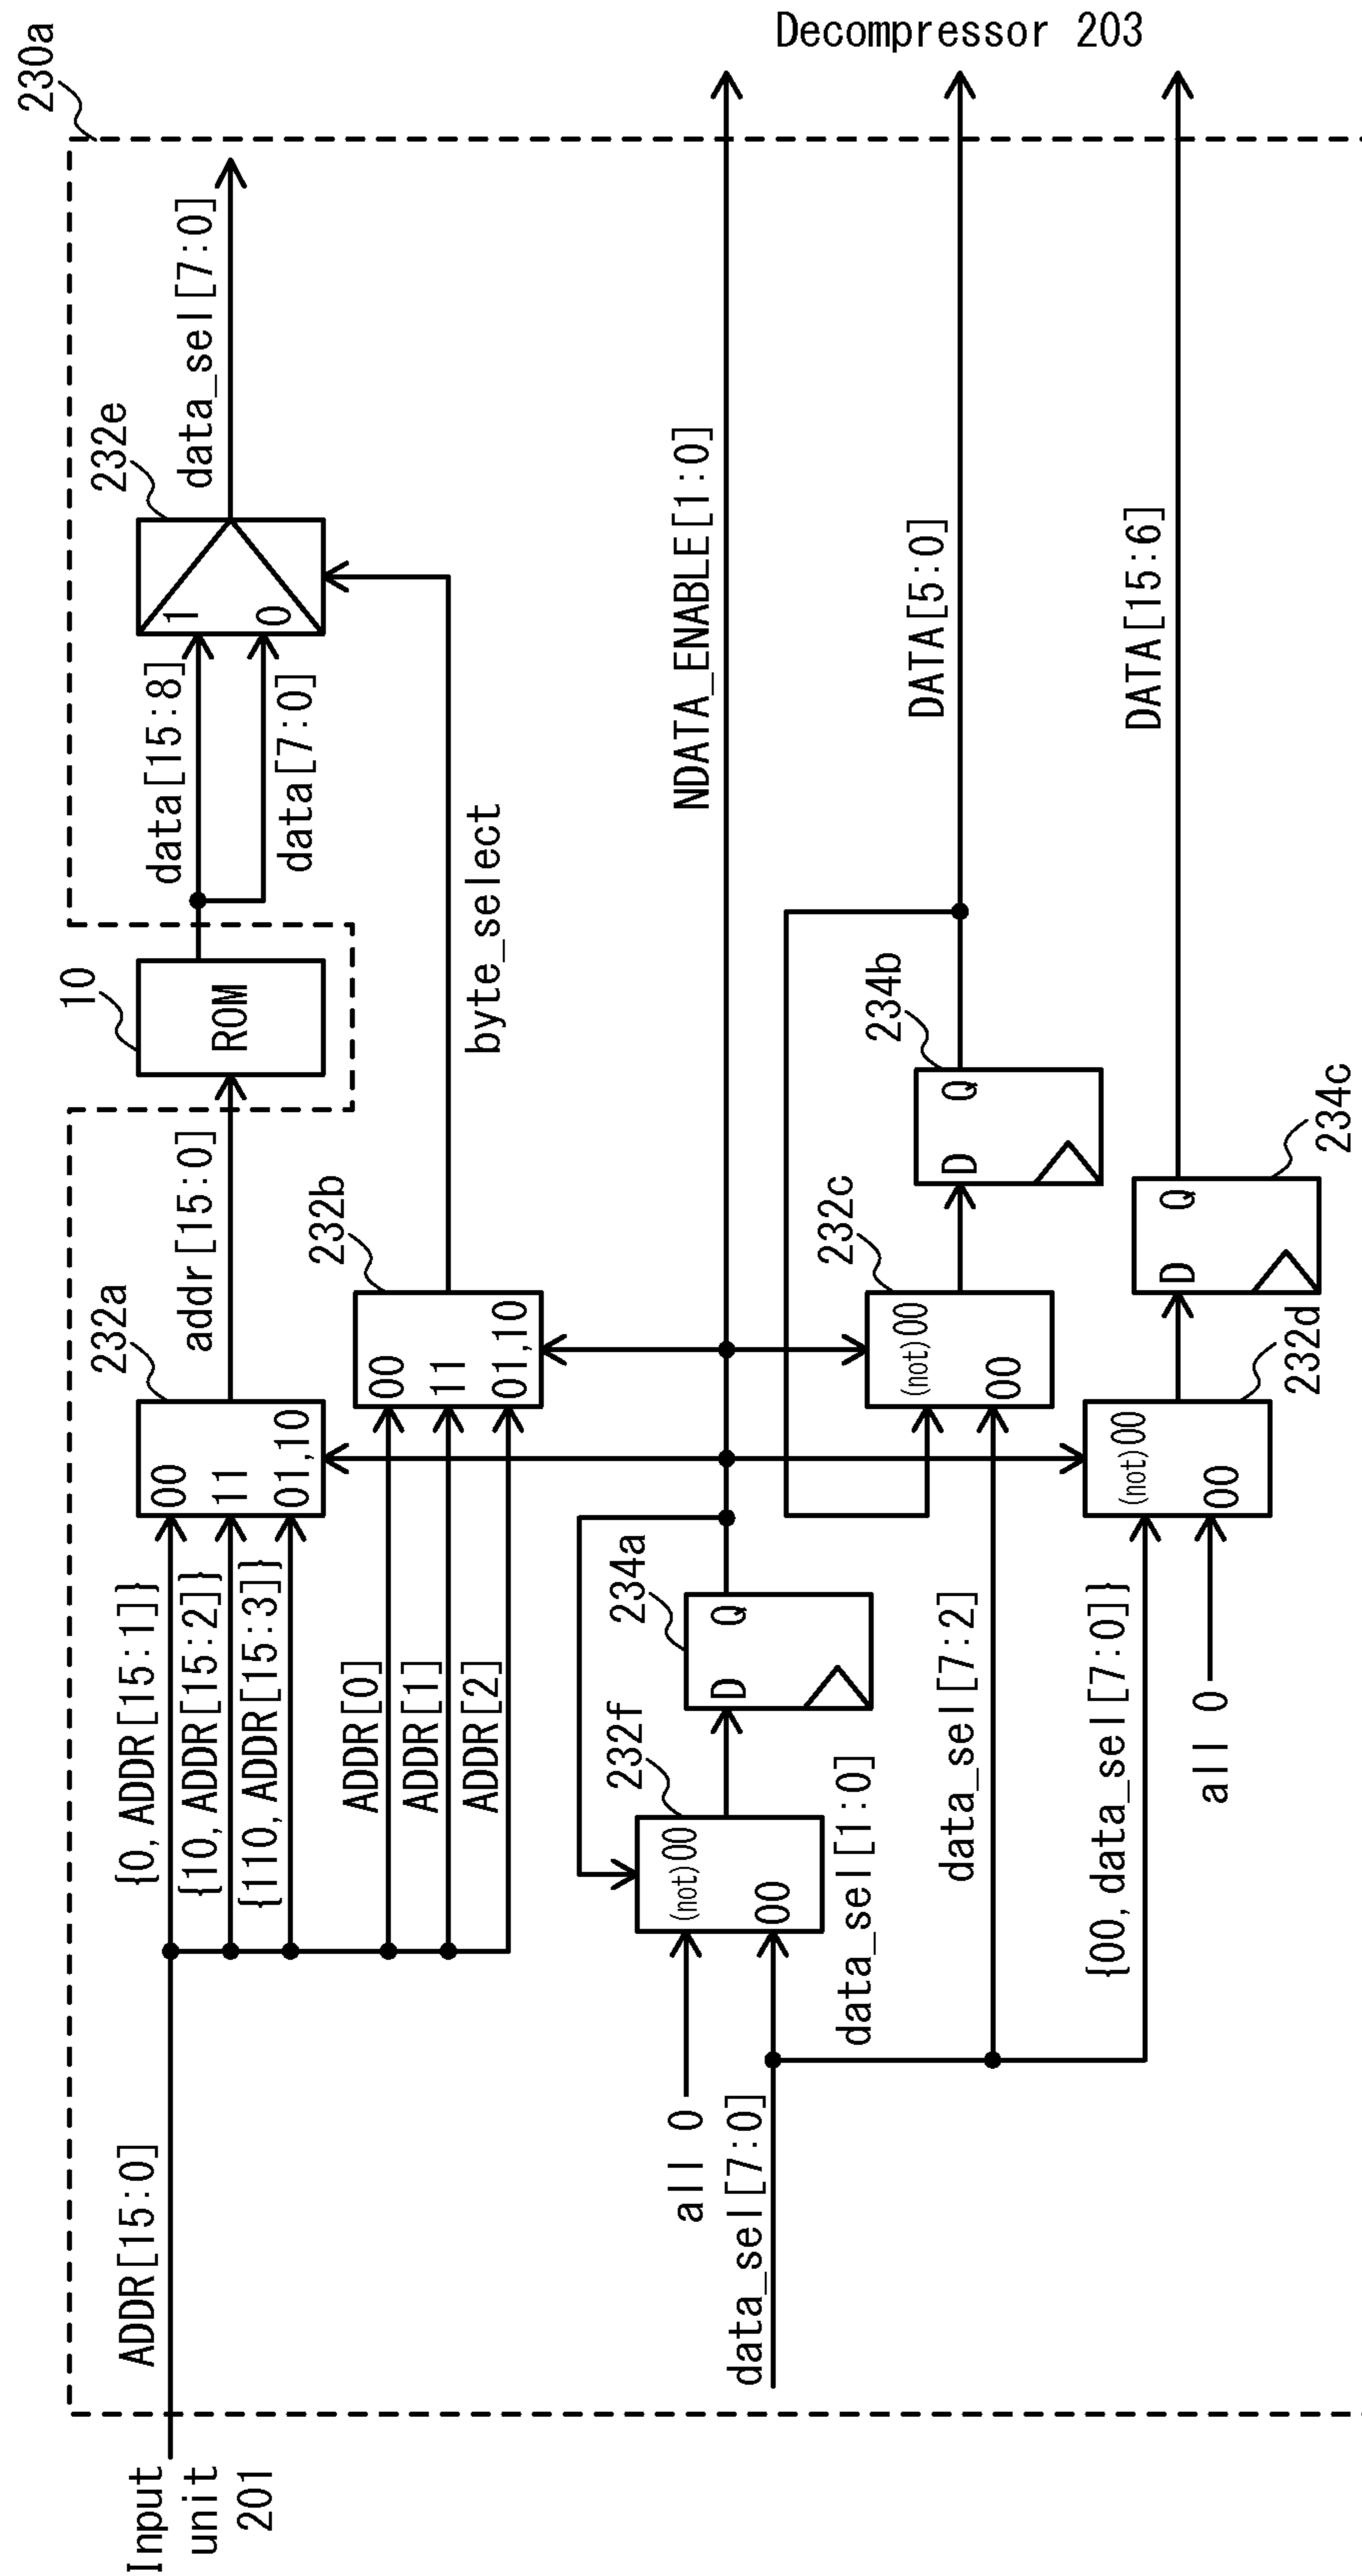 230a
Input
unit
201
ADDR[15:0]
{0, ADDR[15:1]}
{10, ADDR[15:2]}
{110, ADDR[15:3]}
232a
00
11
01,10
addr[15:0]
10
ROM
data[15:8]
data[7:0]
232e
1
0
data_sel[7:0]
ADDR[0]
ADDR[1]
ADDR[2]
232b
00
11
01,10
byte_select
all 0
data_sel[7:0]
232f
(not)00
00
data_sel[1:0]
234a
D Q
NDATA_ENABLE[1:0]
Decompressor 203
data_sel[7:2]
232c
(not)00
00
234b
D Q
DATA[5:0]
{00, data_sel[7:0]}
all 0
232d
(not)00
00
234c
D Q
DATA[15:6]